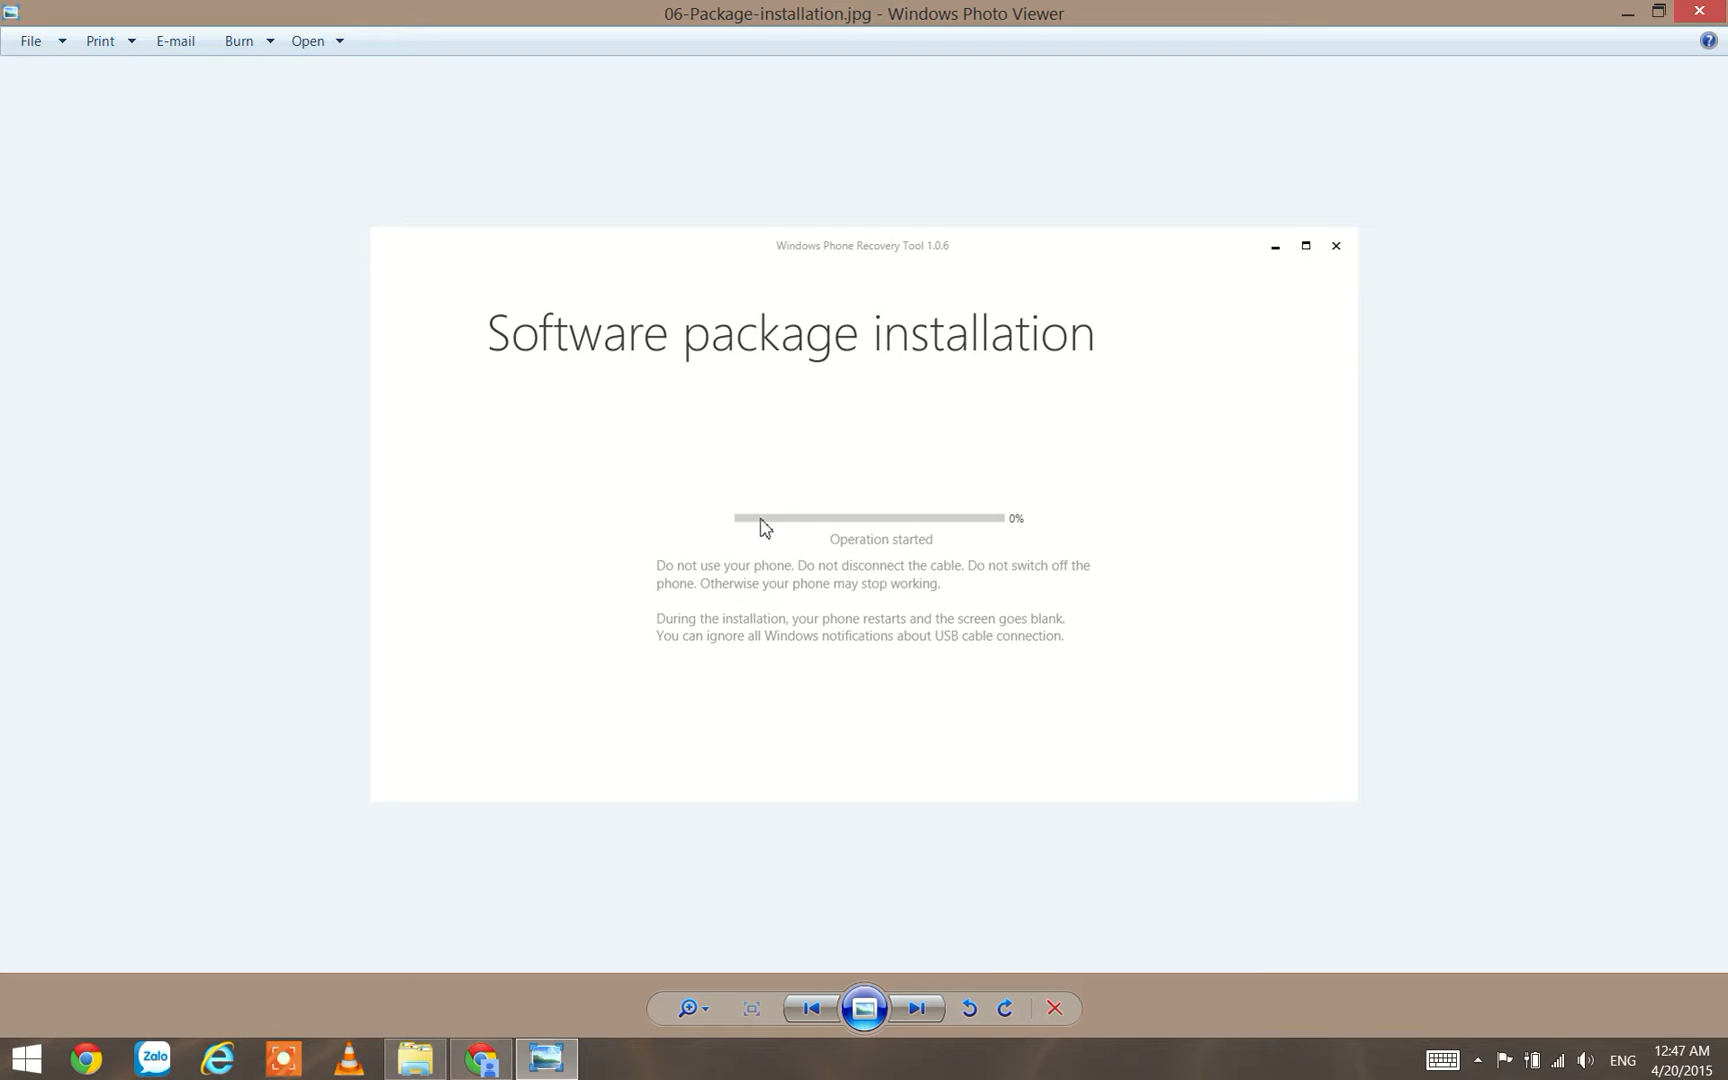 06-Package-installation.jpg - Windows Photo Viewer
File Print E-mail Burn Open
Windows Phone Recovery Tool 1.0.6
Software package installation
0%
Operation started
Do not use your phone. Do not disconnect the cable. Do not switch off the
phone. Otherwise your phone may stop working.
During the installation, your phone restarts and the screen goes blank.
You can ignore all Windows notifications about USB cable connection.
Zalo
ENG
12:47 AM
4/20/2015